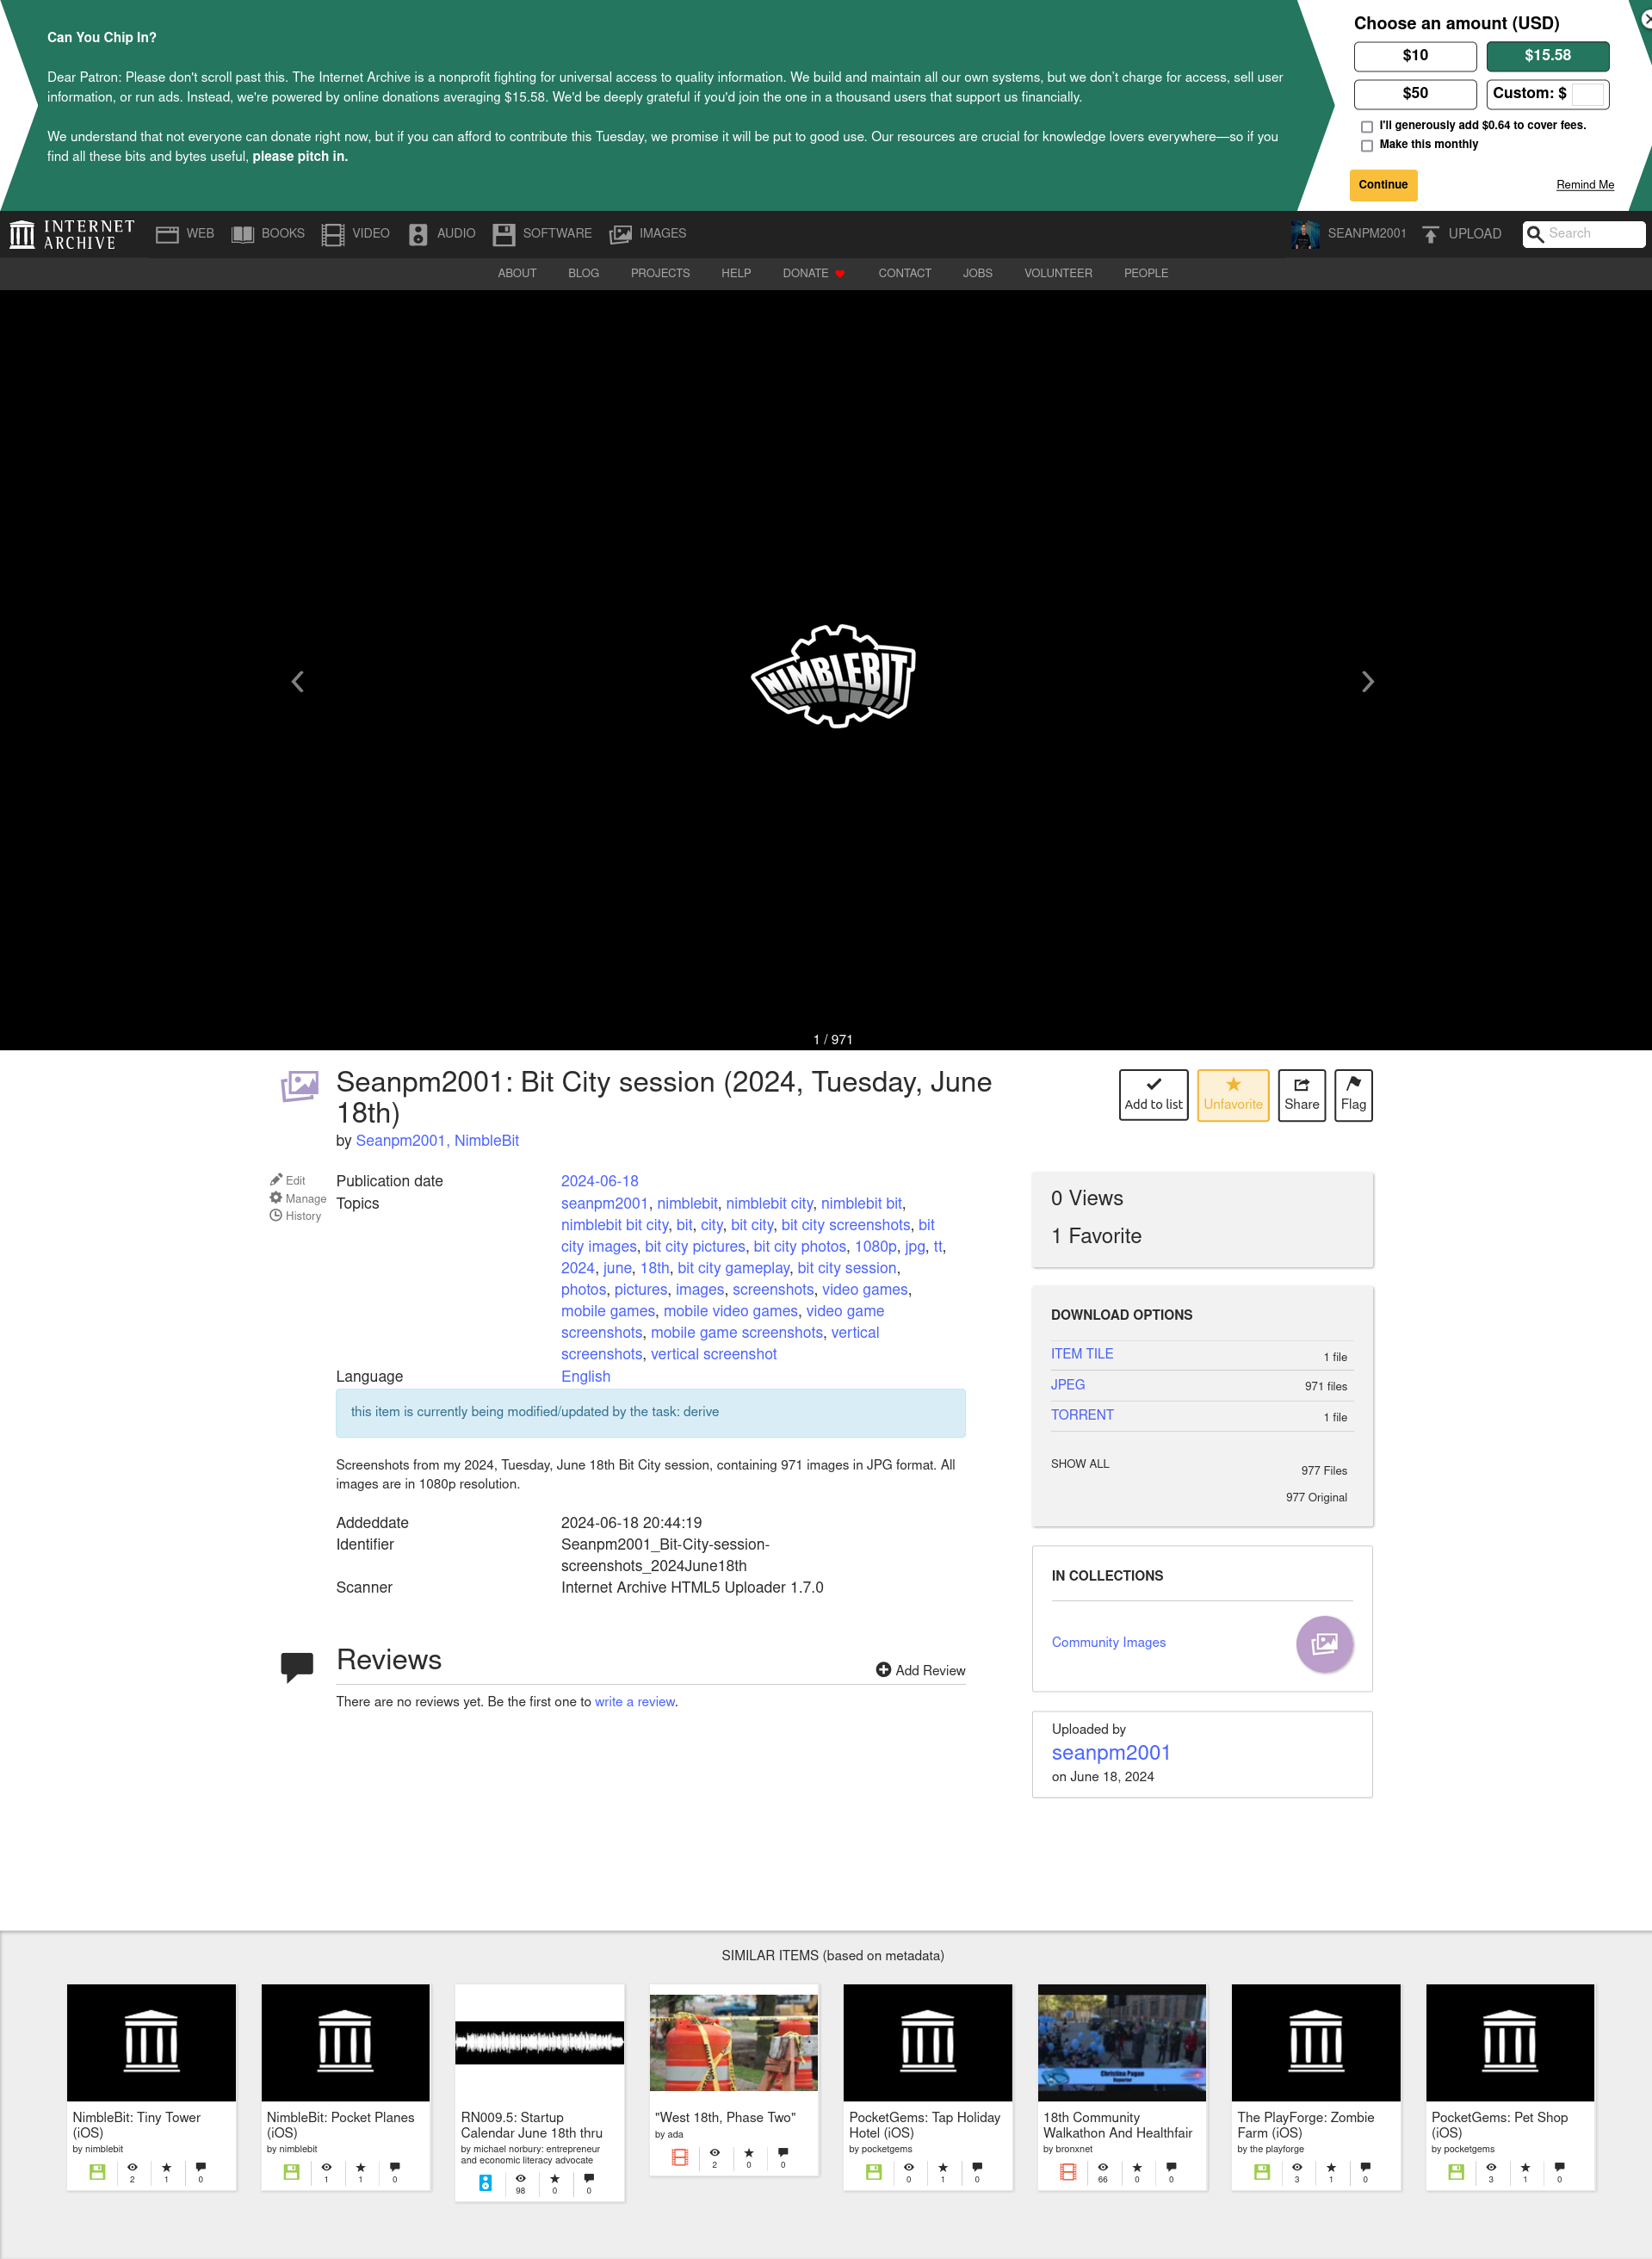 Can You Chip In?
Dear Patron: Please don't scroll past this. The Internet Archive is a nonprofit fighting for universal access to quality information. We build and maintain all our own systems, but we don’t charge for access, sell user
information, or run ads. Instead, we're powered by online donations averaging $15.58. We'd be deeply grateful if you'd join the one in a thousand users that support us financially.
We understand that not everyone can donate right now, but if you can afford to contribute this Tuesday, we promise it will be put to good use. Our resources are crucial for knowledge lovers everywhere—so if you
find all these bits and bytes useful, please pitch in.
Choose an amount (USD)
$10 $15.58
$50 Custom: $
I'll generously add $0.64 to cover fees.
Make this monthly
Continue Remind Me
INTERNET
ARCHIVE
WEB BOOKS VIDEO AUDIO SOFTWARE IMAGES SEANPM2001 UPLOAD Search
ABOUT BLOG PROJECTS HELP DONATE CONTACT JOBS VOLUNTEER PEOPLE
NIMBLEBIT
1 / 971
Seanpm2001: Bit City session (2024, Tuesday, June
18th)
by Seanpm2001, NimbleBit
Add to list Unfavorite Share Flag
Edit
Manage
History
Publication date 2024-06-18
Topics seanpm2001, nimblebit, nimblebit city, nimblebit bit,
nimblebit bit city, bit, city, bit city, bit city screenshots, bit
city images, bit city pictures, bit city photos, 1080p, jpg, tt,
2024, june, 18th, bit city gameplay, bit city session,
photos, pictures, images, screenshots, video games,
mobile games, mobile video games, video game
screenshots, mobile game screenshots, vertical
screenshots, vertical screenshot
Language English
this item is currently being modified/updated by the task: derive
Screenshots from my 2024, Tuesday, June 18th Bit City session, containing 971 images in JPG format. All
images are in 1080p resolution.
Addeddate 2024-06-18 20:44:19
Identifier Seanpm2001_Bit-City-session-
screenshots_2024June18th
Scanner Internet Archive HTML5 Uploader 1.7.0
Reviews
Add Review
There are no reviews yet. Be the first one to write a review.
0 Views
1 Favorite
DOWNLOAD OPTIONS
ITEM TILE 1 file
JPEG 971 files
TORRENT 1 file
SHOW ALL 977 Files
977 Original
IN COLLECTIONS
Community Images
Uploaded by
seanpm2001
on June 18, 2024
SIMILAR ITEMS (based on metadata)
NimbleBit: Tiny Tower
(iOS)
by nimblebit
2 1 0
NimbleBit: Pocket Planes
(iOS)
by nimblebit
1 1 0
RN009.5: Startup
Calendar June 18th thru
by michael norbury: entrepreneur
and economic literacy advocate
98 0 0
"West 18th, Phase Two"
by ada
2 0 0
PocketGems: Tap Holiday
Hotel (iOS)
by pocketgems
0 1 0
Christina Pagan
Reporter
18th Community
Walkathon And Healthfair
by bronxnet
66 0 0
The PlayForge: Zombie
Farm (iOS)
by the playforge
3 1 0
PocketGems: Pet Shop
(iOS)
by pocketgems
3 1 0